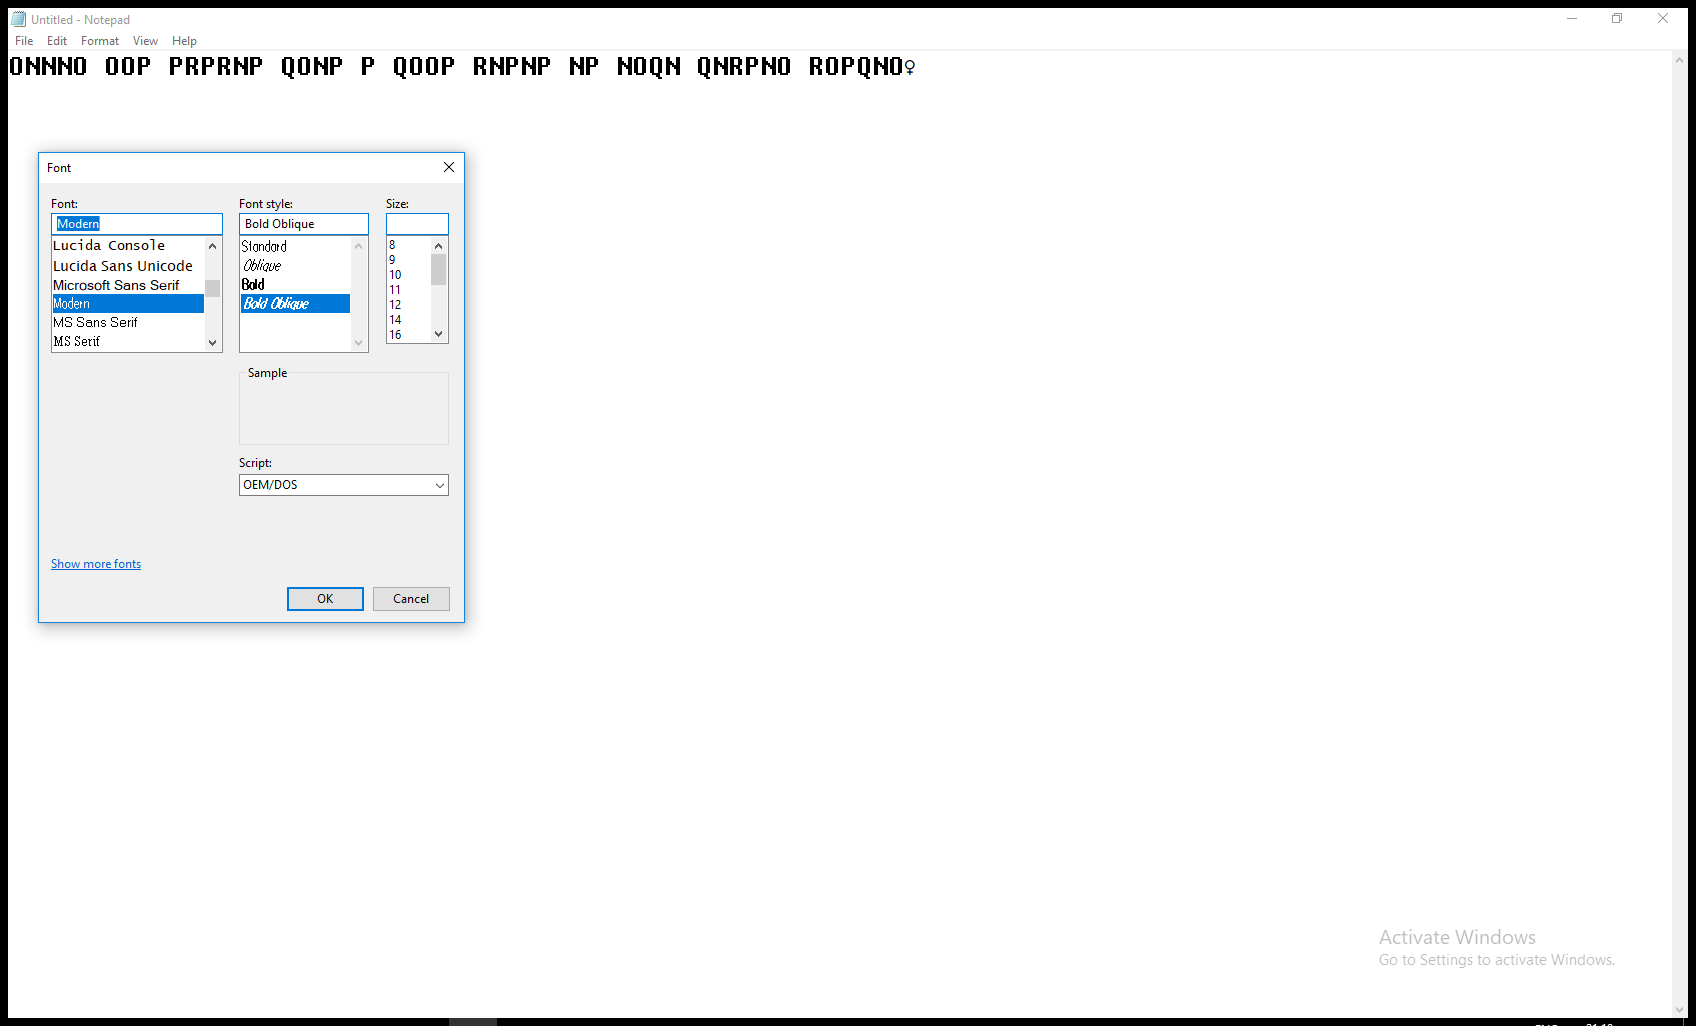 Untitled - Notepad
File Edit Format View Help
ONNNO OOP PRPRNP QONP P QOOP RNPNP NP NOQN QNRPNO ROPQNO♀
Font
Font: Font style: Size:
Modern Bold Oblique
Lucida Console
Lucida Sans Unicode
Microsoft Sans Serif
Modern
MS Sans Serif
MS Serif
Standard
Oblique
Bold
Bold Oblique
8
9
10
11
12
14
16
Sample
Script:
OEM/DOS
Show more fonts
OK Cancel
Activate Windows
Go to Settings to activate Windows.